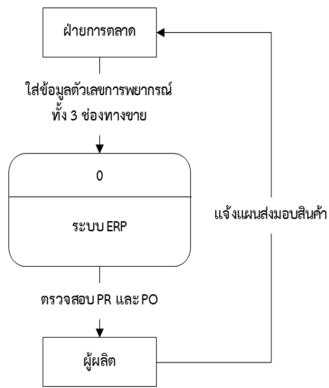 ฝ่ายการตลาด
ใส่ข้อมูลตัวเลขการพยากรณ์
ทั้ง 3 ช่องทางขาย
0
ระบบ ERP
แจ้งแผนส่งมอบสินค้า
ตรวจสอบ PR และ PO
ผู้ผลิต